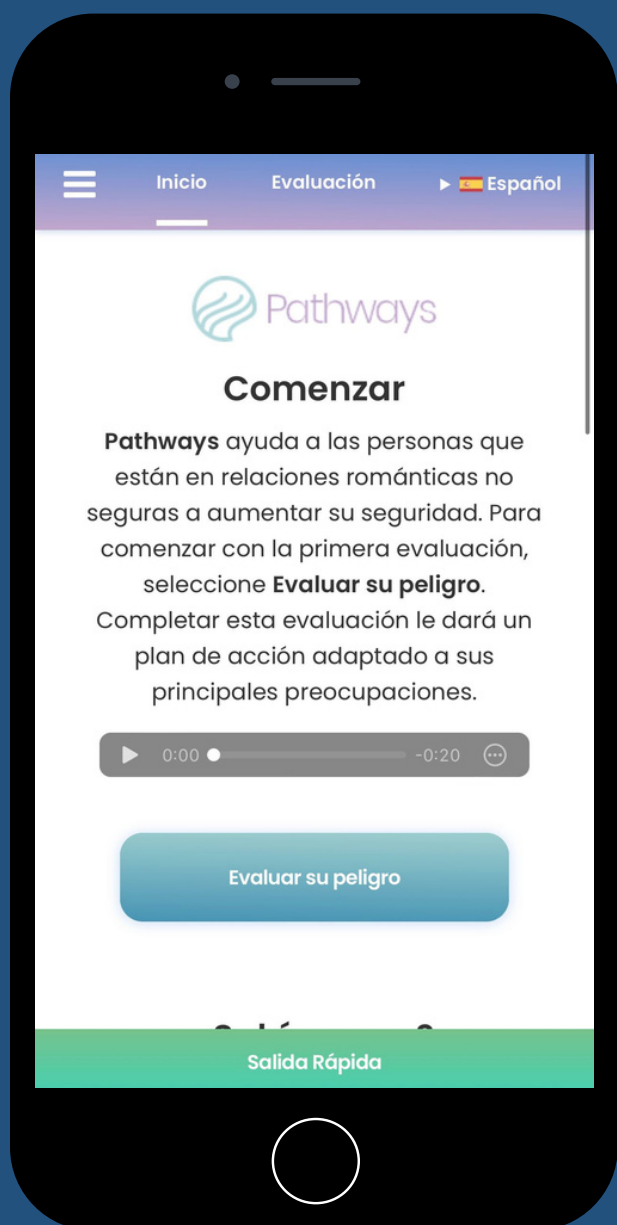 Inicio
Evaluación
Español
Pathways
Comenzar
Pathways ayuda a las personas que
están en relaciones románticas no
seguras a aumentar su seguridad. Para
comenzar con la primera evaluación,
seleccione Evaluar su peligro.
Completar esta evaluación le dará un
plan de acción adaptado a sus
principales preocupaciones.
0:00
-0:20
Evaluar su peligro
Salida Rápida